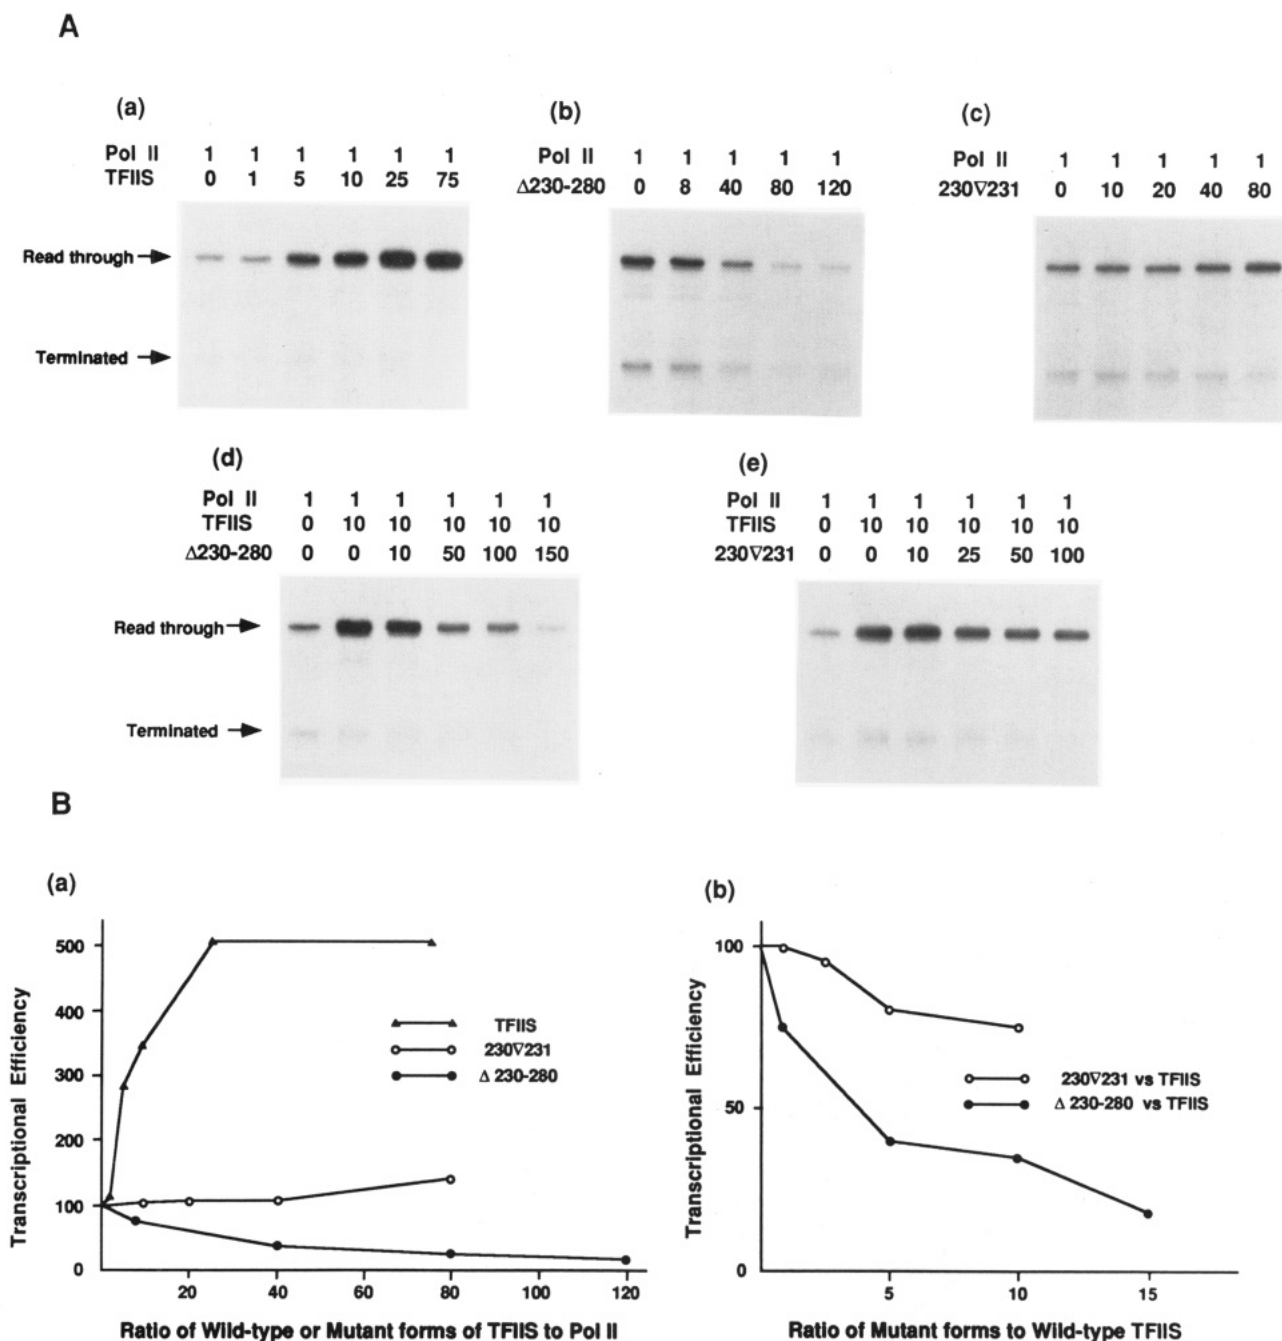 A
(a)
Pol II 1 1 1 1 1 1
TFIIS 0 1 5 10 25 75
Read through
Terminated
(b)
Pol II 1 1 1 1 1
Δ230-280 0 8 40 80 120
(c)
Pol II 1 1 1 1 1
230∇231 0 10 20 40 80
(d)
Pol II 1 1 1 1 1 1
TFIIS 0 10 10 10 10 10
Δ230-280 0 0 10 50 100 150
Read through
Terminated
(e)
Pol II 1 1 1 1 1 1
TFIIS 0 10 10 10 10 10
230∇231 0 0 10 25 50 100
B
(a)
Transcriptional Efficiency
500
400
300
200
100
0
20 40 60 80 100 120
TFIIS
230∇231
Δ 230-280
Ratio of Wild-type or Mutant forms of TFIIS to Pol II
(b)
Transcriptional Efficiency
100
50
0
5 10 15
230∇231 vs TFIIS
Δ 230-280 vs TFIIS
Ratio of Mutant forms to Wild-type TFIIS